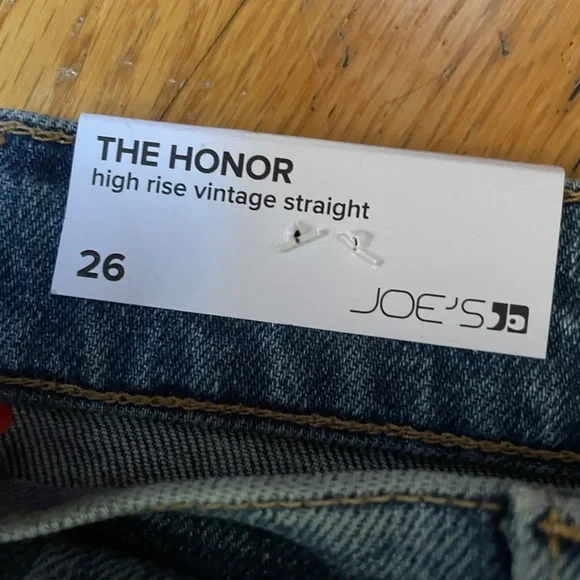 THE HONOR
high rise vintage straight
26
JOE'S